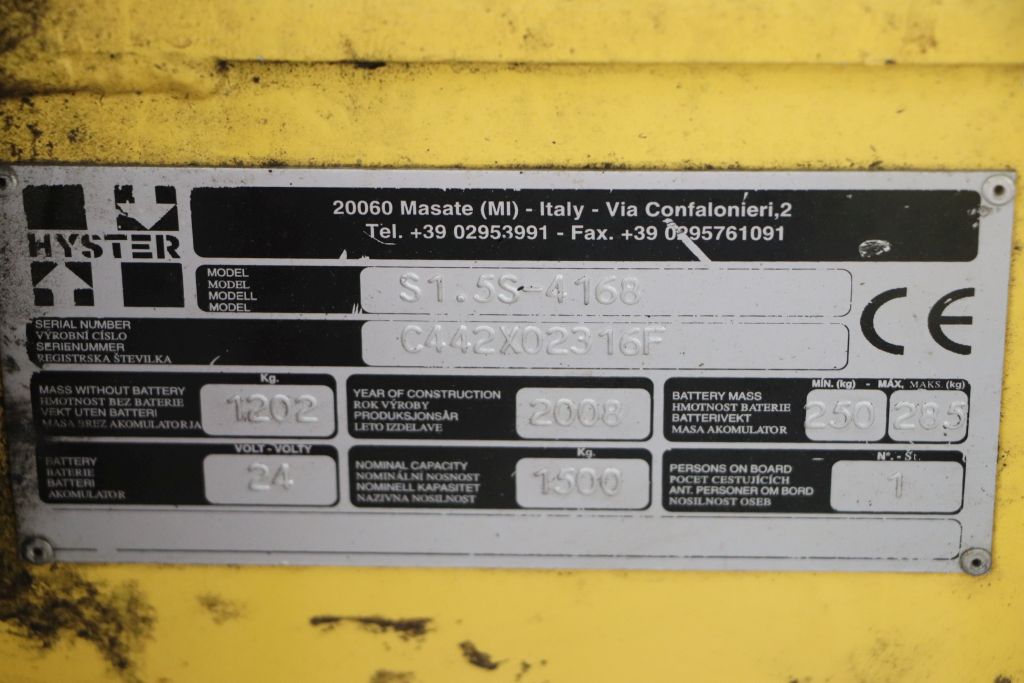 HYSTER
20060 Masate (MI) - Italy - Via Confalonieri,2
Tel. +39 02953991 - Fax. +39 0295761091
MODEL
MODEL
MODELL
MODEL
S1.5S-4168
SERIAL NUMBER
VÝROBNÍ CÍSLO
SERIENUMMER
REGISTRSKA ŠTEVILKA
C442X02316F
CE
MASS WITHOUT BATTERY
HMOTNOST BEZ BATERIE
VEKT UTEN BATTERI
MASA BREZ AKOMULATORJA
Kg.
1202
YEAR OF CONSTRUCTION
ROK VÝROBY
PRODUKSJONSÅR
LETO IZDELAVE
2008
BATTERY MASS
HMOTNOST BATERIE
BATTERIVEKT
MASA AKOMULATOR
MÍN. (kg) - MÁX, MAKS. (kg)
250 285
BATTERY
BATERIE
BATTERI
AKOMULATOR
VOLT - VOLTY
24
NOMINAL CAPACITY
NOMINÁLNÍ NOSNOST
NOMINELL KAPASITET
NAZIVNA NOSILNOST
Kg.
1500
PERSONS ON BOARD
POCET CESTUJÍCÍCH
ANT. PERSONER OM BORD
NOSILNOST OSEB
N°. - Št.
1